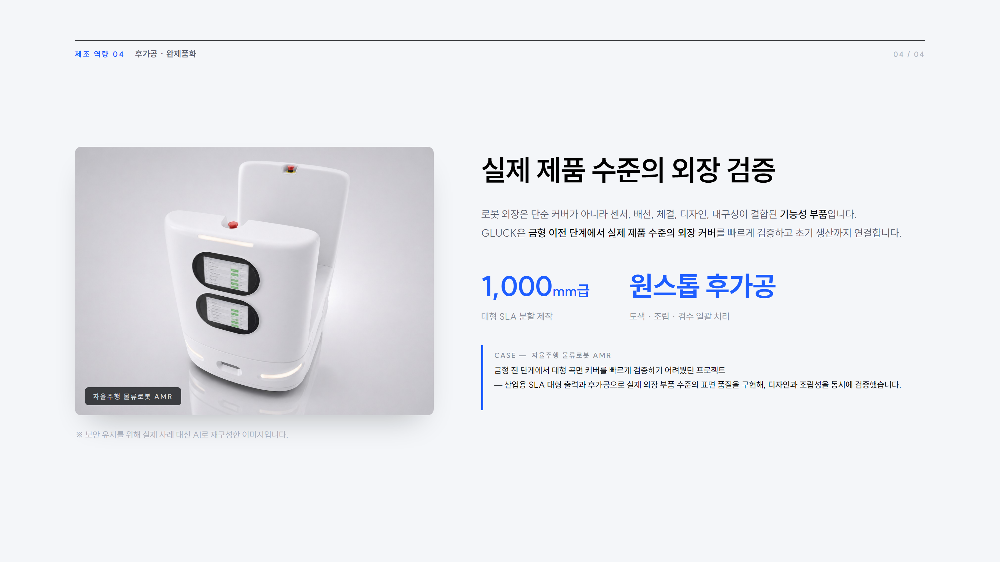 제조 역량 04 후가공 · 완제품화
04 / 04
자율주행 물류로봇 AMR
※ 보안 유지를 위해 실제 사례 대신 AI로 재구성한 이미지입니다.
실제 제품 수준의 외장 검증
로봇 외장은 단순 커버가 아니라 센서, 배선, 체결, 디자인, 내구성이 결합된 기능성 부품입니다.
GLUCK은 금형 이전 단계에서 실제 제품 수준의 외장 커버를 빠르게 검증하고 초기 생산까지 연결합니다.
1,000mm급
대형 SLA 분할 제작
원스톱 후가공
도색 · 조립 · 검수 일괄 처리
CASE — 자율주행 물류로봇 AMR
금형 전 단계에서 대형 곡면 커버를 빠르게 검증하기 어려웠던 프로젝트
— 산업용 SLA 대형 출력과 후가공으로 실제 외장 부품 수준의 표면 품질을 구현해, 디자인과 조립성을 동시에 검증했습니다.